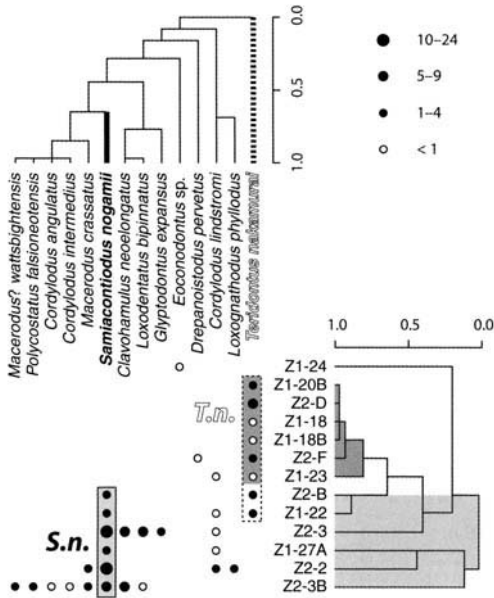 0.0
0.5
1.0
10–24
5–9
1–4
< 1
Macerodus? wattsbightensis
Polycostatus falsioneotensis
Cordylodus angulatus
Cordylodus intermedius
Macerodus crassatus
Samiacontiodus nogamii
Clavohamulus neoelongatus
Loxodentatus bipinnatus
Glyptodontus expansus
Eoconodontus sp.
Drepanoistodus pervetus
Cordylodus lindstromi
Loxognathodus phyllodus
Teridontus nakamurai
1.0 0.5 0.0
Z1-24
Z1-20B
Z2-D
Z1-18
Z1-18B
Z2-F
Z1-23
Z2-B
Z1-22
Z2-3
Z1-27A
Z2-2
Z2-3B
T.n.
S.n.